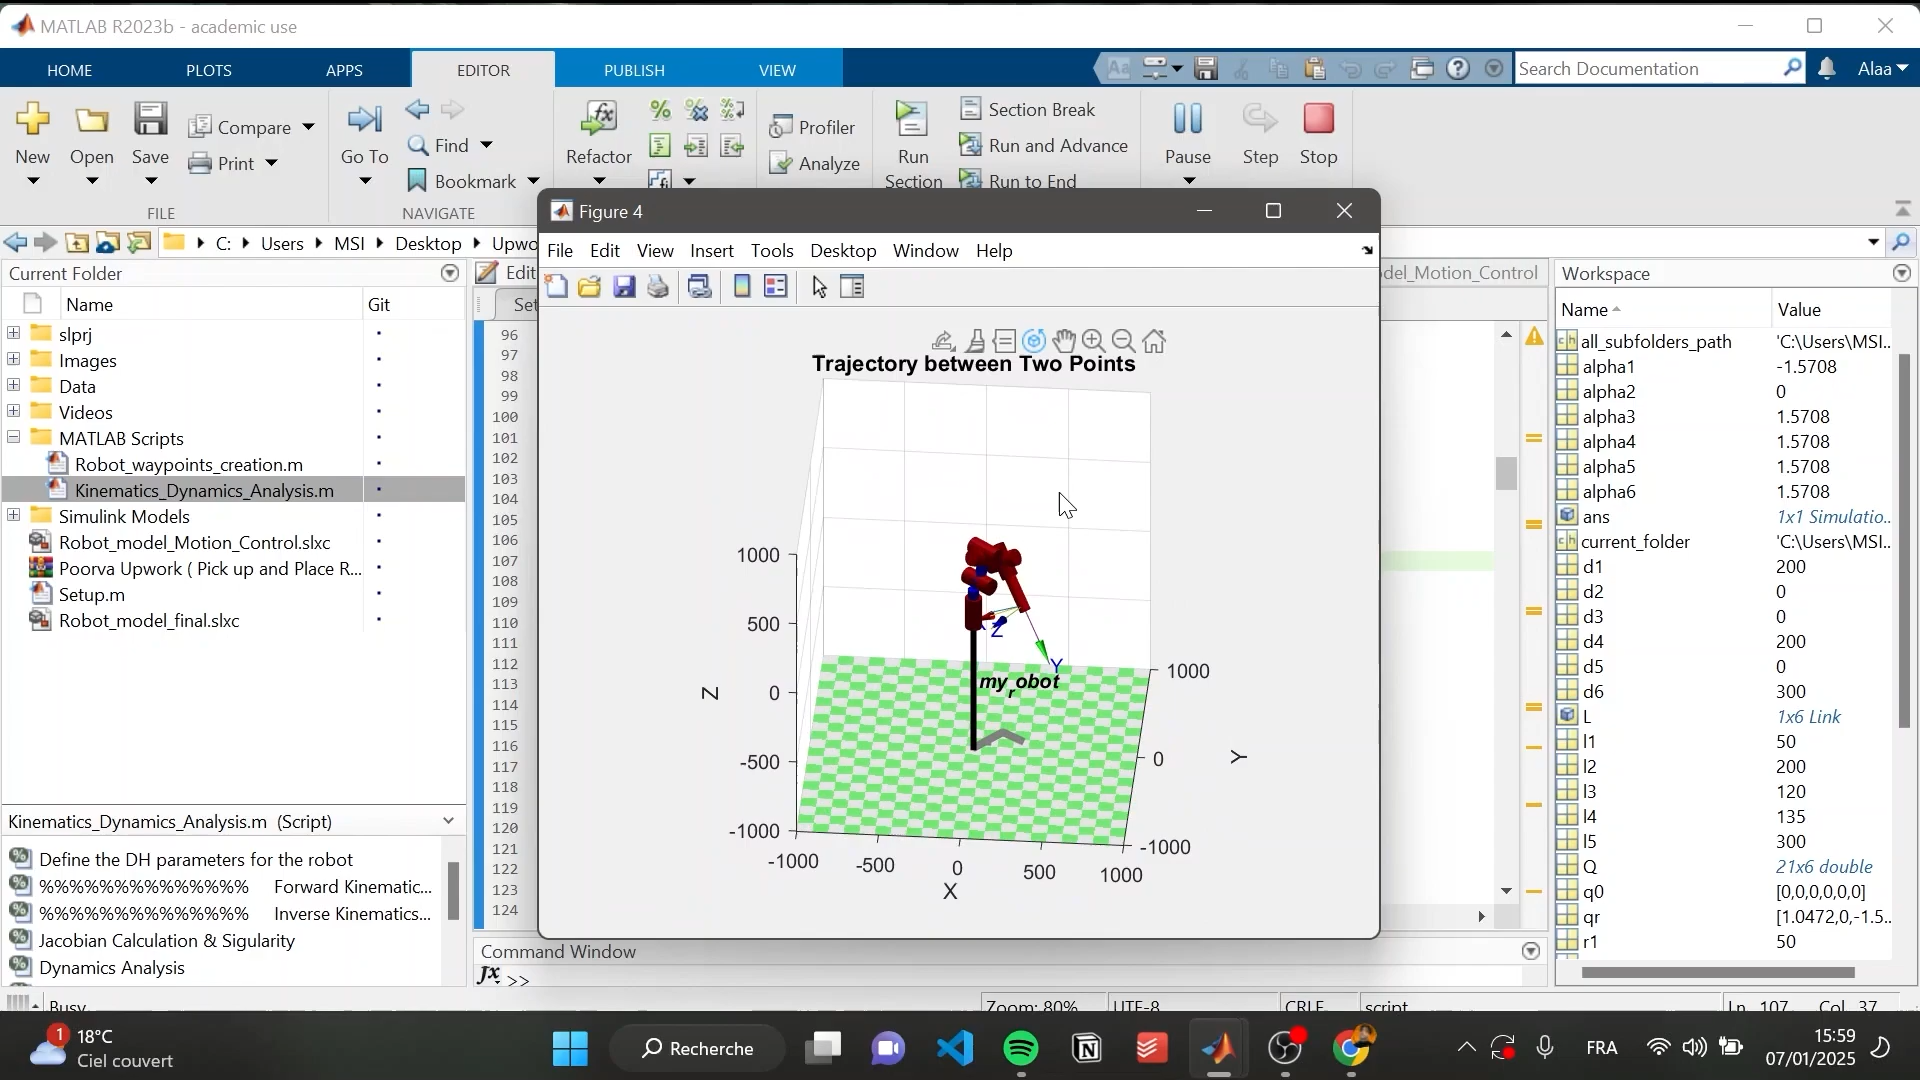 MATLAB R2023b - academic use
HOME PLOTS APPS EDITOR PUBLISH VIEW Search Documentation Alaa
New Open Save Compare Print Go To Find Bookmark Refactor Profiler Analyze Run Section Section Break Run and Advance Run to End Pause Step Stop
FILE NAVIGATE
C: Users MSI Desktop Upwo
Current Folder
Name Git
slprj
Images
Data
Videos
MATLAB Scripts
Robot_waypoints_creation.m
Kinematics_Dynamics_Analysis.m
Simulink Models
Robot_model_Motion_Control.slxc
Poorva Upwork ( Pick up and Place R...
Setup.m
Robot_model_final.slxc
Kinematics_Dynamics_Analysis.m (Script)
Define the DH parameters for the robot
%%%%%%%%%%%%%% Forward Kinematic...
%%%%%%%%%%%%%% Inverse Kinematics...
Jacobian Calculation & Sigularity
Dynamics Analysis
Busy
Edit
del_Motion_Control
Set
96
97
98
99
100
101
102
103
104
105
106
107
108
109
110
111
112
113
114
115
116
117
118
119
120
121
122
123
124
Figure 4
File Edit View Insert Tools Desktop Window Help
Trajectory between Two Points
1000
500
0
-500
-1000
Z
-1000 -500 0 500 1000
X
1000
0
-1000
Y
Z
Y
my_robot
Command Window
fx >>
Zoom: 80% UTF-8 CRLF script Ln 107 Col 37
Workspace
Name Value
all_subfolders_path 'C:\Users\MSI...
alpha1 -1.5708
alpha2 0
alpha3 1.5708
alpha4 1.5708
alpha5 1.5708
alpha6 1.5708
ans 1x1 Simulatio...
current_folder 'C:\Users\MSI...
d1 200
d2 0
d3 0
d4 200
d5 0
d6 300
L 1x6 Link
l1 50
l2 200
l3 120
l4 135
l5 300
Q 21x6 double
q0 [0,0,0,0,0,0]
qr [1.0472,0,-1.5...
r1 50
1
18°C
Ciel couvert
Recherche
FRA
15:59
07/01/2025